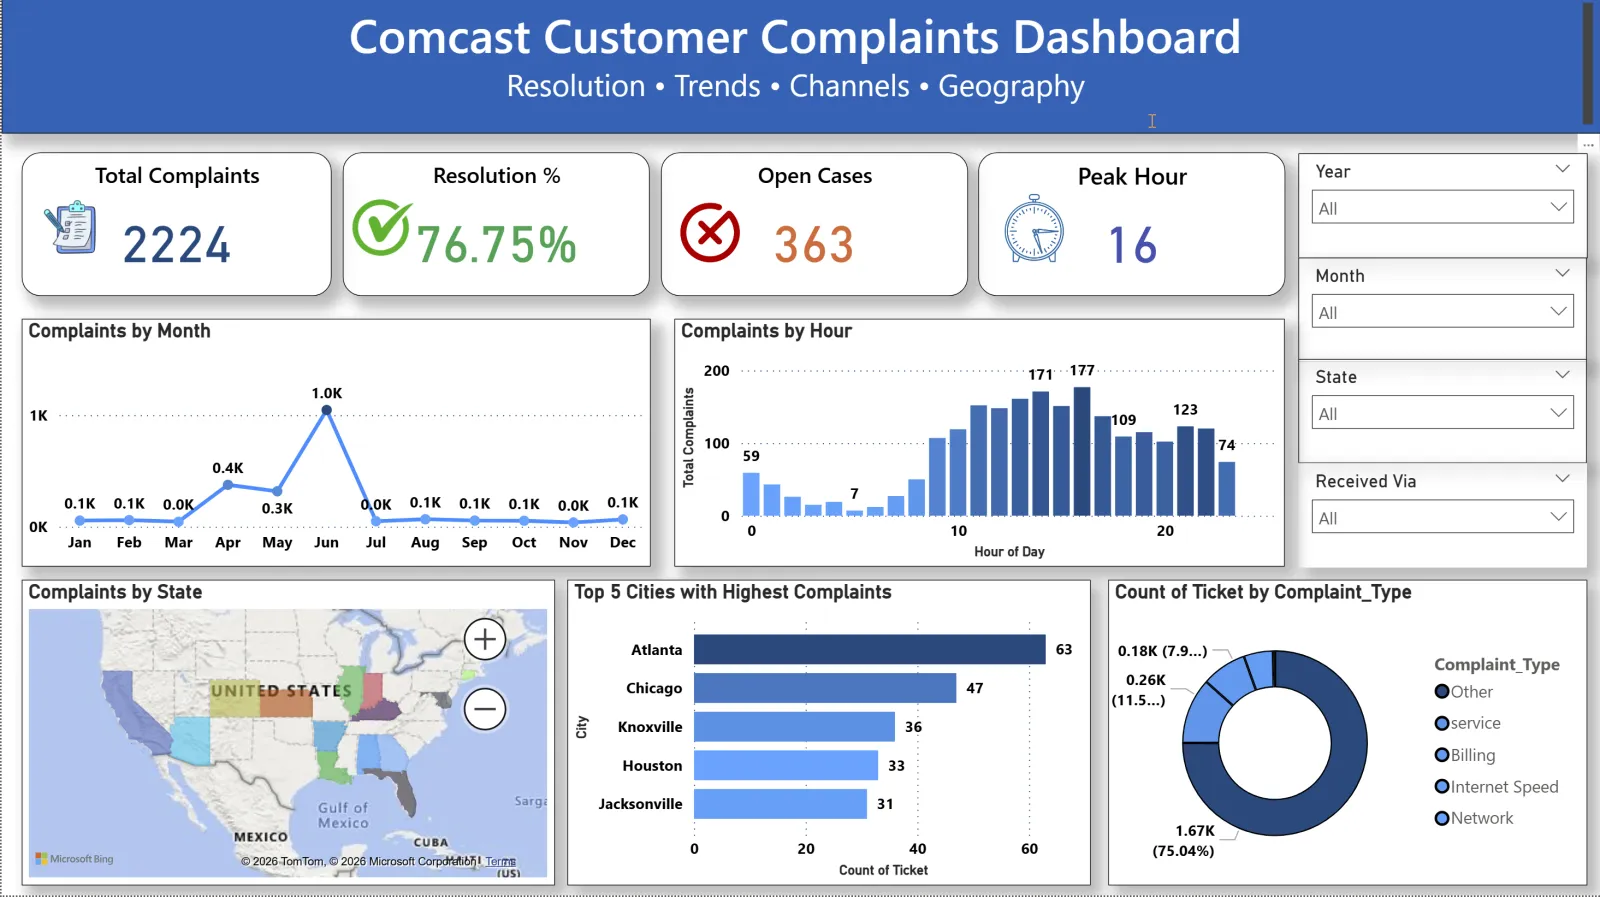 Comcast Customer Complaints Dashboard
Resolution • Trends • Channels • Geography
Total Complaints
2224
Resolution %
76.75%
Open Cases
363
Peak Hour
16
Year
All
Month
All
State
All
Received Via
All
Complaints by Month
1K
0K
0.1K 0.1K 0.0K 0.4K 0.3K 1.0K 0.0K 0.1K 0.1K 0.1K 0.0K 0.1K
Jan Feb Mar Apr May Jun Jul Aug Sep Oct Nov Dec
Complaints by Hour
Total Complaints
200
100
0
59 7 171 177 109 123 74
0 10 20
Hour of Day
Complaints by State
UNITED STATES
Gulf of
Mexico
Sarga
MEXICO
CUBA
(US)
Microsoft Bing
© 2026 TomTom, © 2026 Microsoft Corporation, Terms
Top 5 Cities with Highest Complaints
City
Atlanta 63
Chicago 47
Knoxville 36
Houston 33
Jacksonville 31
0 20 40 60
Count of Ticket
Count of Ticket by Complaint_Type
0.18K (7.9...)
0.26K
(11.5...)
1.67K
(75.04%)
Complaint_Type
Other
service
Billing
Internet Speed
Network